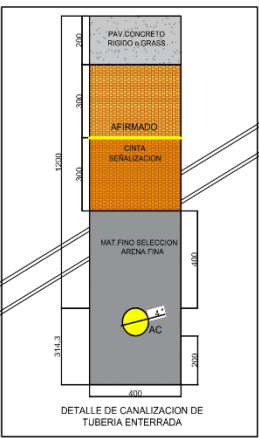 PAV.CONCRETO
RIGIDO o GRASS
200
300
AFIRMADO
CINTA
SEÑALIZACION
1200
300
MAT.FINO SELECCION
ARENA FINA
400
4"
AC
314.3
200
400
DETALLE DE CANALIZACION DE
TUBERIA ENTERRADA